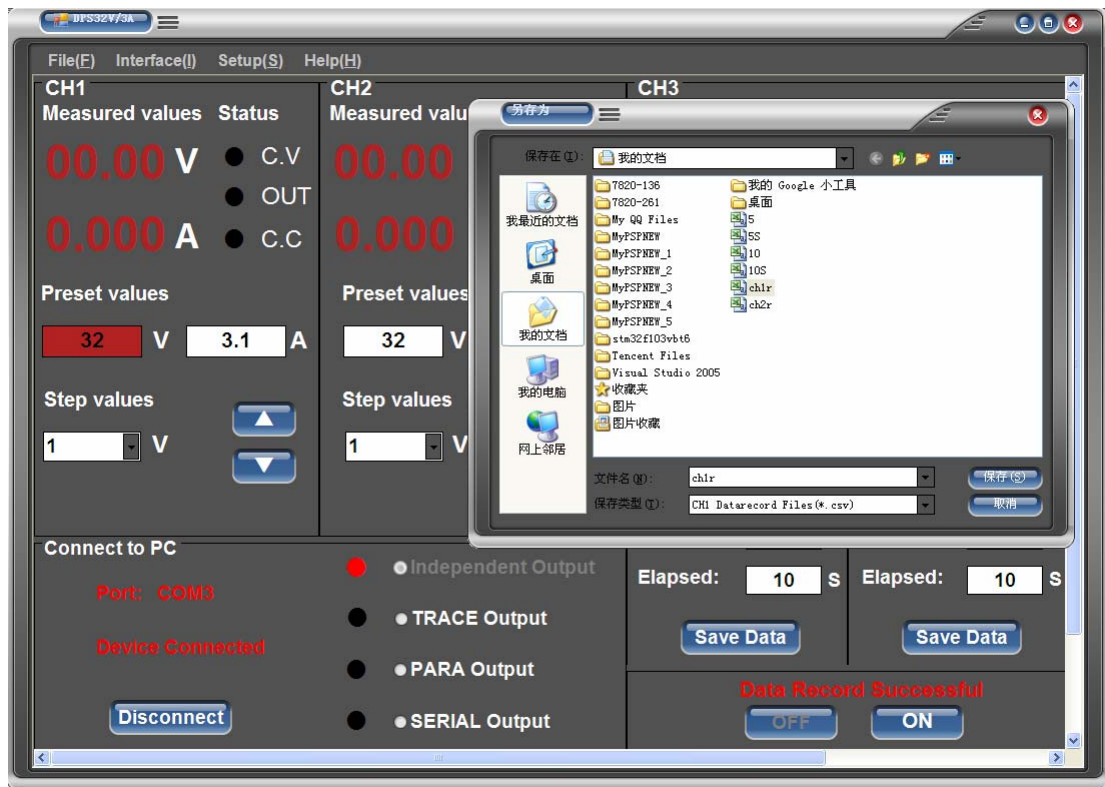 DPS32V/3A
File(F) Interface(I) Setup(S) Help(H)
CH1
Measured values Status
00.00 V C.V
OUT
0.000 A C.C
Preset values
32 V 3.1 A
Step values
1 V
CH2
Measured valu
00.00
0.000
Preset values
32 V
Step values
1 V
CH3
另存为
保存在(I): 我的文档
我最近的文档
桌面
我的文档
我的电脑
网上邻居
7820-136
7820-261
My QQ Files
MyPSPNEW
MyPSPNEW_1
MyPSPNEW_2
MyPSPNEW_3
MyPSPNEW_4
MyPSPNEW_5
stm32f103vbt6
Tencent Files
Visual Studio 2005
收藏夹
图片
图片收藏
我的 Google 小工具
桌面
5
5S
10
10S
ch1r
ch2r
文件名(N): ch1r 保存(S)
保存类型(T): CH1 Datarecord Files(*.csv) 取消
Connect to PC
Port: COM3
Device Connected
Disconnect
Independent Output
TRACE Output
PARA Output
SERIAL Output
Elapsed: 10 S Elapsed: 10 S
Save Data Save Data
Data Record Successful
OFF ON